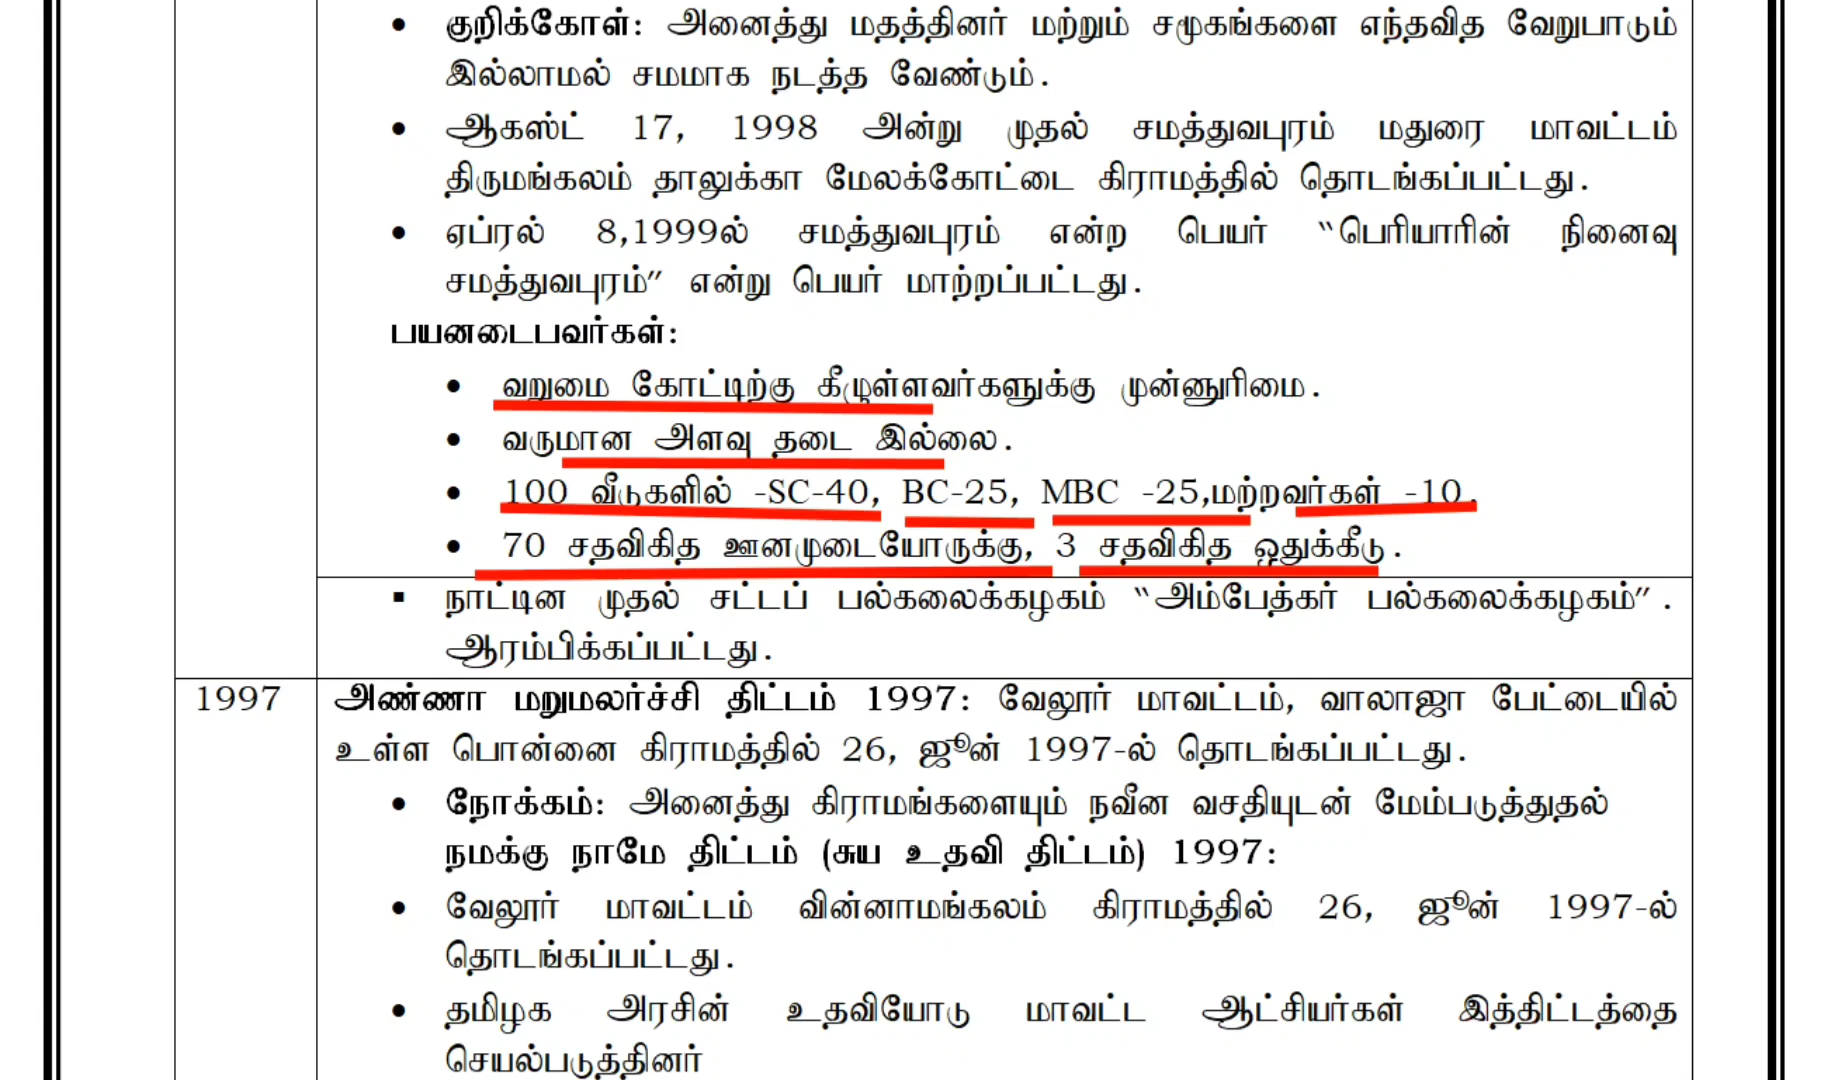 குறிக்கோள்: அனைத்து மதத்தினர் மற்றும் சமூகங்களை எந்தவித வேறுபாடும்
இல்லாமல் சமமாக நடத்த வேண்டும்.
ஆகஸ்ட் 17, 1998 அன்று முதல் சமத்துவபுரம் மதுரை மாவட்டம்
திருமங்கலம் தாலுக்கா மேலக்கோட்டை கிராமத்தில் தொடங்கப்பட்டது.
ஏப்ரல் 8,1999ல் சமத்துவபுரம் என்ற பெயர் “பெரியாரின் நினைவு
சமத்துவபுரம்” என்று பெயர் மாற்றப்பட்டது.
பயனடைபவர்கள்:
வறுமை கோட்டிற்கு கீழுள்ளவர்களுக்கு முன்னுரிமை.
வருமான அளவு தடை இல்லை.
100 வீடுகளில் -SC-40, BC-25, MBC -25,மற்றவர்கள் -10.
70 சதவிகித ஊனமுடையோருக்கு, 3 சதவிகித ஒதுக்கீடு.
நாட்டின முதல் சட்டப் பல்கலைக்கழகம் “அம்பேத்கர் பல்கலைக்கழகம்”.
ஆரம்பிக்கப்பட்டது.
1997 அண்ணா மறுமலர்ச்சி திட்டம் 1997: வேலூர் மாவட்டம், வாலாஜா பேட்டையில்
உள்ள பொன்னை கிராமத்தில் 26, ஜூன் 1997-ல் தொடங்கப்பட்டது.
நோக்கம்: அனைத்து கிராமங்களையும் நவீன வசதியுடன் மேம்படுத்துதல்
நமக்கு நாமே திட்டம் (சுய உதவி திட்டம்) 1997:
வேலூர் மாவட்டம் வின்னாமங்கலம் கிராமத்தில் 26, ஜூன் 1997-ல்
தொடங்கப்பட்டது.
தமிழக அரசின் உதவியோடு மாவட்ட ஆட்சியர்கள் இத்திட்டத்தை
செயல்படுத்தினர்